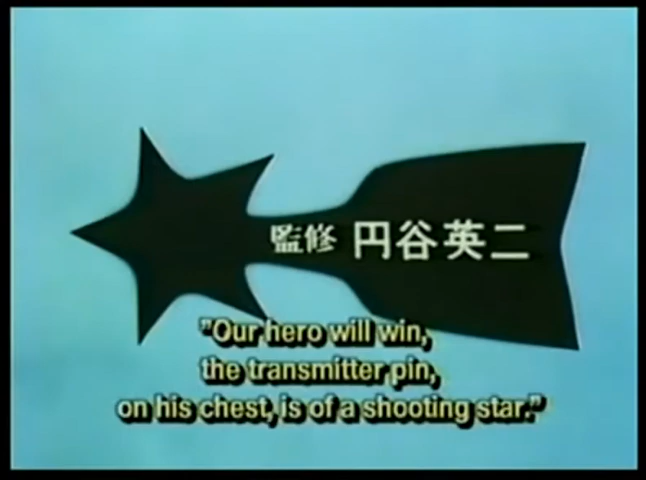 監修 円谷英二
"Our hero will win,
the transmitter pin,
on his chest, is of a shooting star."